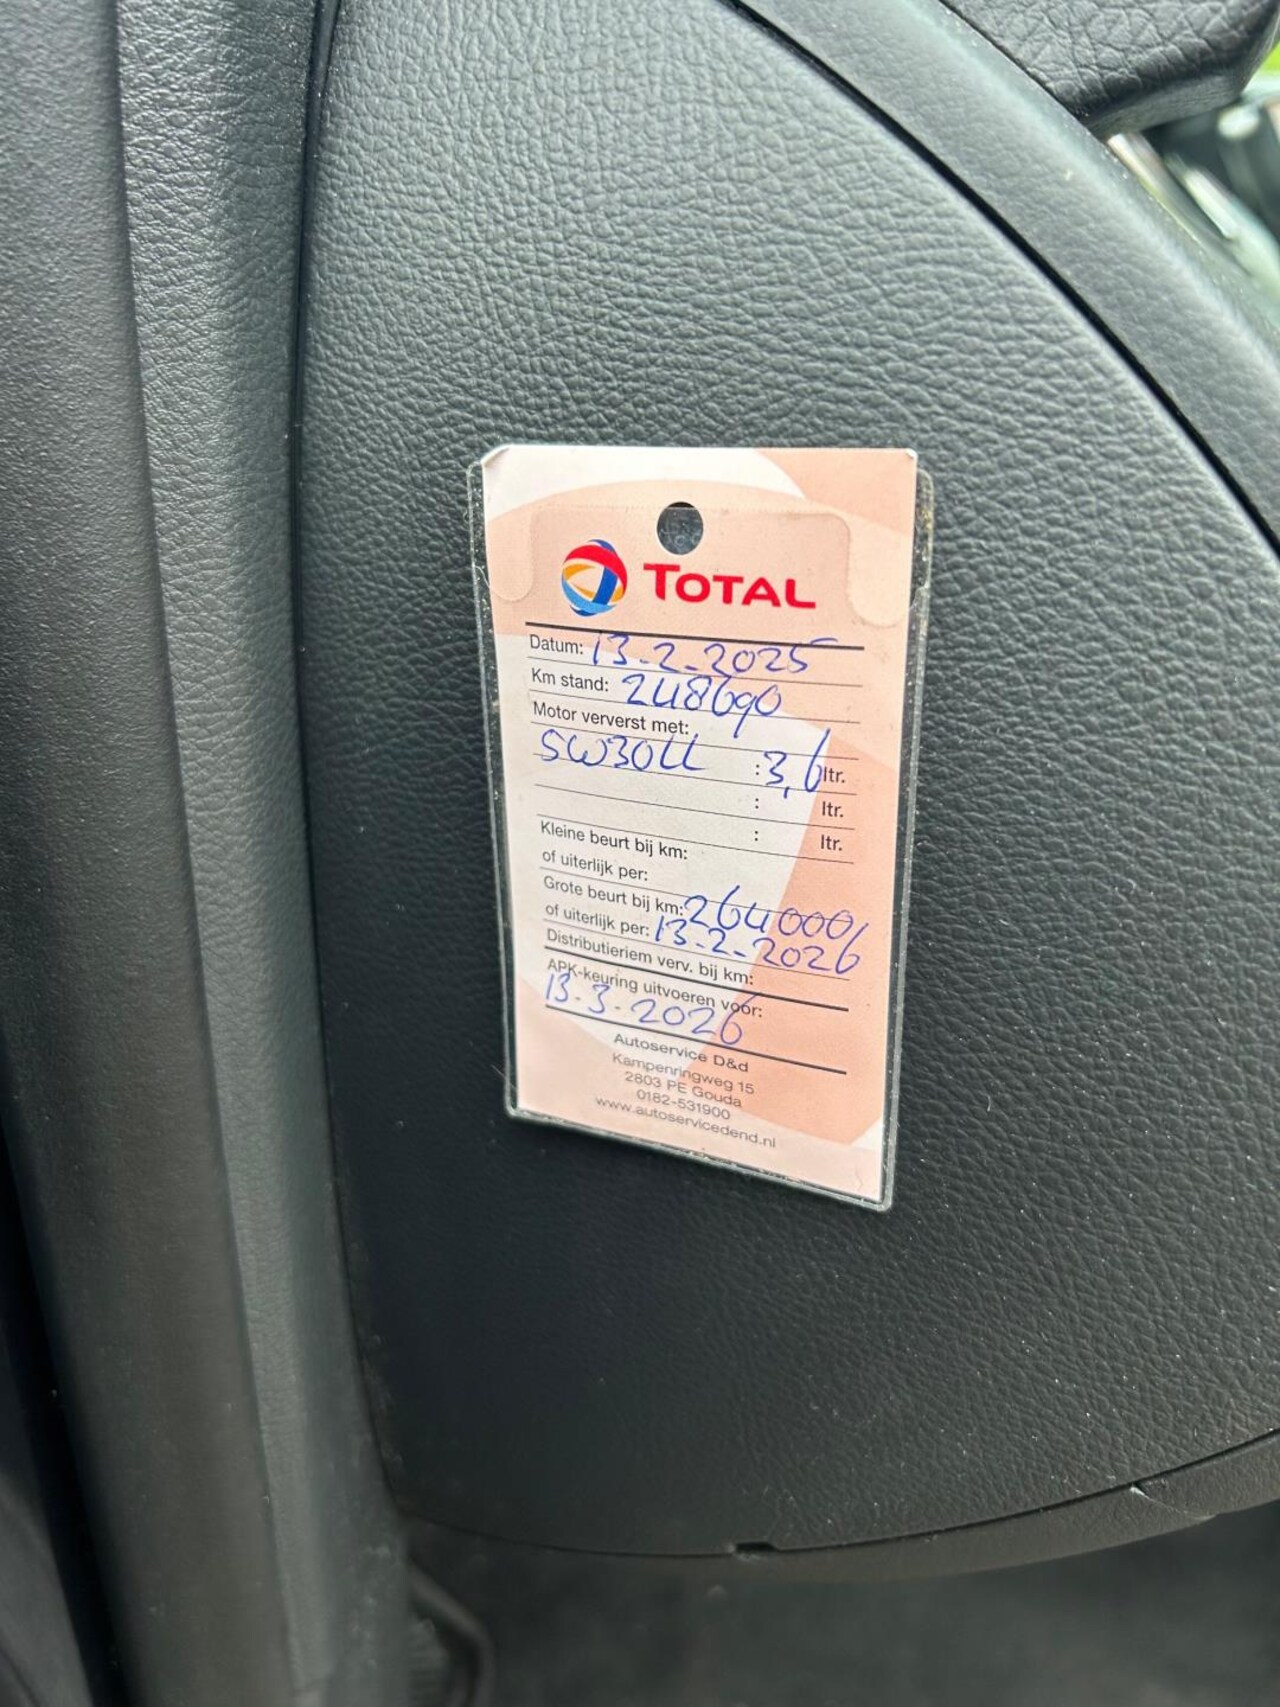 TOTAL
Datum: 13-2-2025
Km stand: 248690
Motor ververst met:
5W30LL : 3,6 ltr.
: ltr.
: ltr.
Kleine beurt bij km:
of uiterlijk per:
Grote beurt bij km: 264000
of uiterlijk per: 13-2-2026
Distributieriem verv. bij km:
APK-keuring uitvoeren voor:
13-3-2026
Autoservice D&d
Kampenringweg 15
2803 PE Gouda
0182-531900
www.autoservicedend.nl